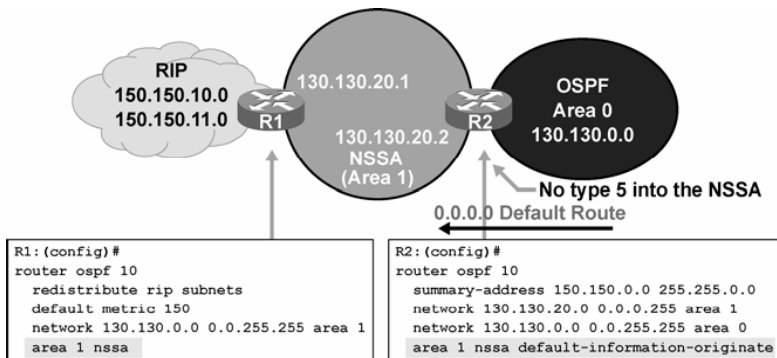 RIP
150.150.10.0
150.150.11.0
R1
130.130.20.1
130.130.20.2
NSSA
(Area 1)
R2
OSPF
Area 0
130.130.0.0
No type 5 into the NSSA
0.0.0.0 Default Route
R1:(config)#
router ospf 10
redistribute rip subnets
default metric 150
network 130.130.0.0 0.0.255.255 area 1
area 1 nssa
R2:(config)#
router ospf 10
summary-address 150.150.0.0 255.255.0.0
network 130.130.20.0 0.0.0.255 area 1
network 130.130.0.0 0.0.255.255 area 0
area 1 nssa default-information-originate